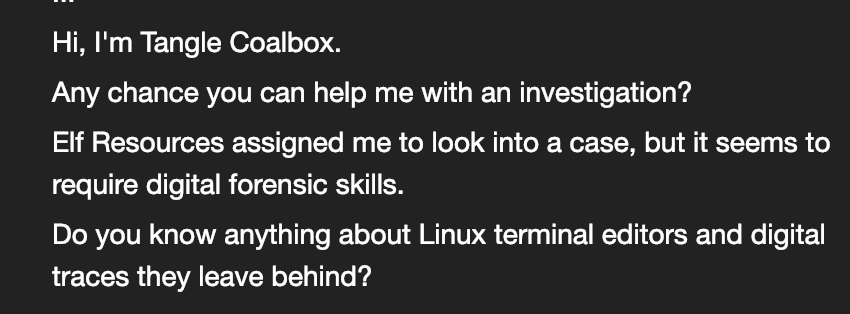 ...
Hi, I'm Tangle Coalbox.
Any chance you can help me with an investigation?
Elf Resources assigned me to look into a case, but it seems to
require digital forensic skills.
Do you know anything about Linux terminal editors and digital
traces they leave behind?